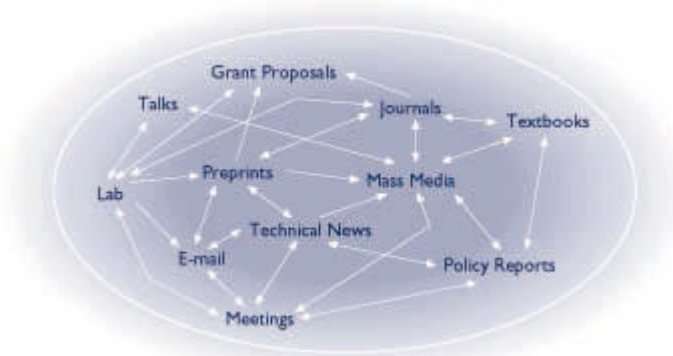 Grant Proposals
Talks
Journals
Textbooks
Preprints
Mass Media
Lab
Technical News
E-mail
Policy Reports
Meetings